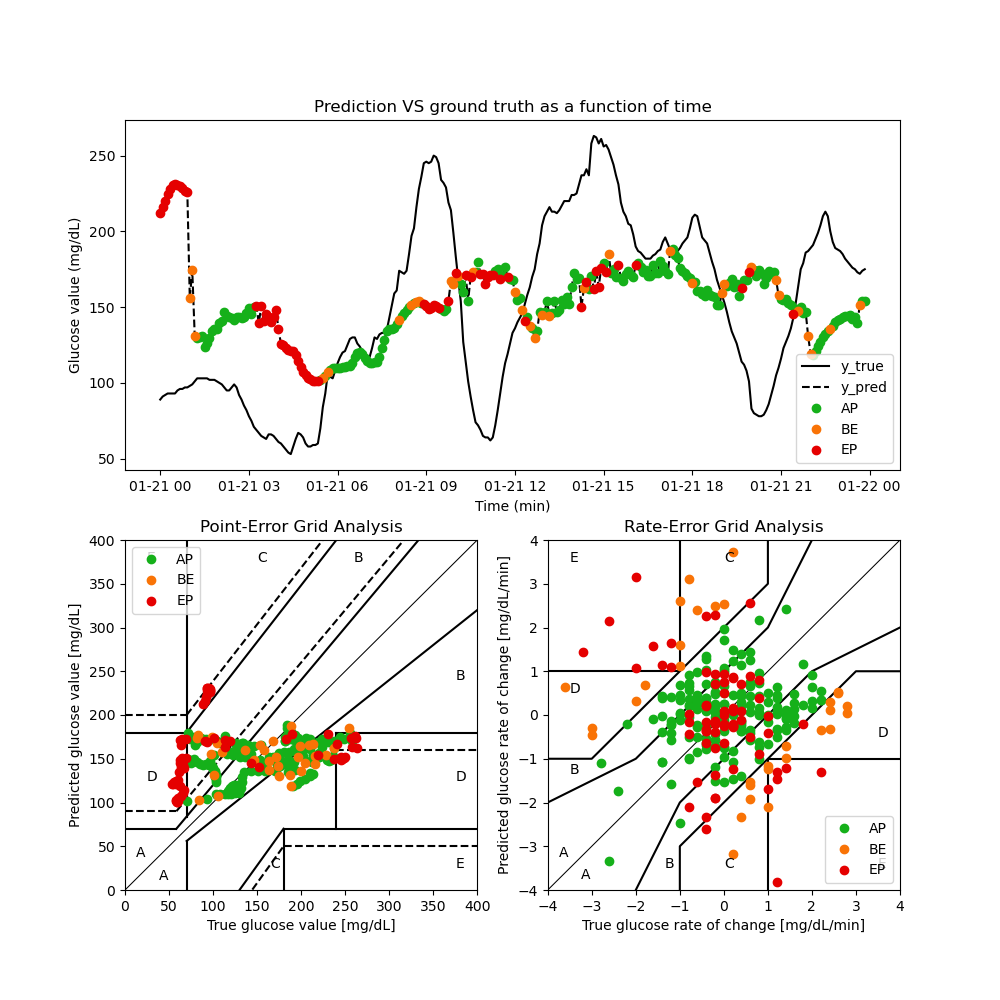 Prediction VS ground truth as a function of time
Glucose value (mg/dL)
250
200
150
100
50
y_true
y_pred
AP
BE
EP
01-21 00 01-21 03 01-21 06 01-21 09 01-21 12 01-21 15 01-21 18 01-21 21 01-22 00
Time (min)
Point-Error Grid Analysis
Predicted glucose value [mg/dL]
400
350
300
250
200
150
100
50
0
AP
BE
EP
C
B
B
D
D
A
A
C
E
0 50 100 150 200 250 300 350 400
True glucose value [mg/dL]
Rate-Error Grid Analysis
Predicted glucose rate of change [mg/dL/min]
4
3
2
1
0
−1
−2
−3
−4
E
C
D
D
B
A
A
B
C
AP
BE
EP
−4 −3 −2 −1 0 1 2 3 4
True glucose rate of change [mg/dL/min]